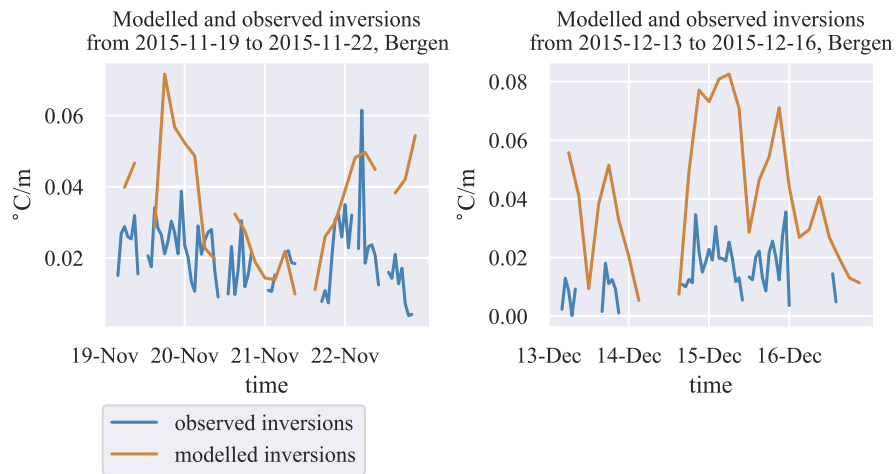 Modelled and observed inversions
from 2015-11-19 to 2015-11-22, Bergen
°C/m
0.06
0.04
0.02
19-Nov 20-Nov 21-Nov 22-Nov
time
Modelled and observed inversions
from 2015-12-13 to 2015-12-16, Bergen
°C/m
0.08
0.06
0.04
0.02
0.00
13-Dec 14-Dec 15-Dec 16-Dec
time
observed inversions
modelled inversions